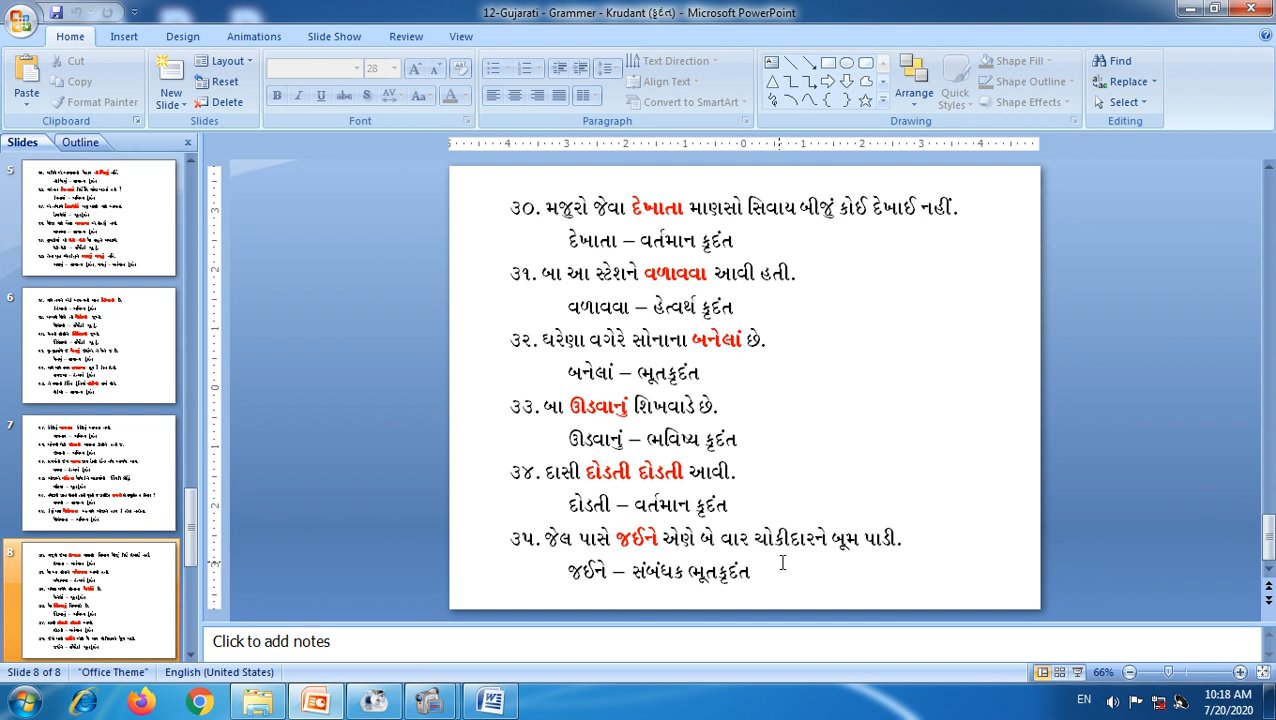 12-Gujarati - Grammer - Krudant (કૃદંત) - Microsoft PowerPoint
Home Insert Design Animations Slide Show Review View
Paste Cut Copy Format Painter
New Slide Layout Reset Delete
28
Text Direction Align Text Convert to SmartArt
Arrange Quick Styles Shape Fill Shape Outline Shape Effects
Find Replace Select
Clipboard Slides Font Paragraph Drawing Editing
Slides Outline
5
6
7
8
૩૦. મજુરો જેવા દેખાતા માણસો સિવાય બીજું કોઈ દેખાઈ નહીં.
દેખાતા – વર્તમાન કૃદંત
૩૧. બા આ સ્ટેશને વળાવવા આવી હતી.
વળાવવા – હેત્વર્થ કૃદંત
૩૨. ઘરેણા વગેરે સોનાના બનેલાં છે.
બનેલાં – ભૂતકૃદંત
૩૩. બા ઊડવાનું શિખવાડે છે.
ઊડવાનું – ભવિષ્ય કૃદંત
૩૪. દાસી દોડતી દોડતી આવી.
દોડતી – વર્તમાન કૃદંત
૩૫. જેલ પાસે જઈને એણે બે વાર ચોકીદારને બૂમ પાડી.
જઈને – સંબંધક ભૂતકૃદંત
Click to add notes
Slide 8 of 8 "Office Theme" English (United States) 66%
EN 10:18 AM
7/20/2020